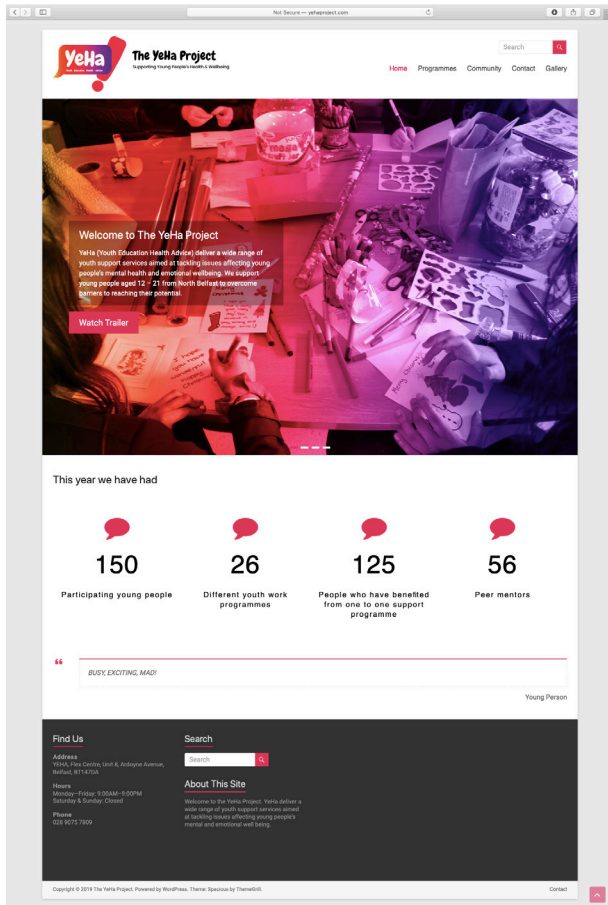 Not Secure — yehaproject.com
YeHa
The YeHa Project
Supporting Young People's Health & Wellbeing
Search
Home Programmes Community Contact Gallery
Welcome to The YeHa Project
YeHa (Youth Education Health Advice) deliver a wide range of
youth support services aimed at tackling issues affecting young
people's mental health and emotional wellbeing. We support
young people aged 12 – 21 from North Belfast to overcome
barriers to reaching their potential.
Watch Trailer
This year we have had
150
Participating young people
26
Different youth work
programmes
125
People who have benefited
from one to one support
programme
56
Peer mentors
BUSY, EXCITING, MAD!
Young Person
Find Us
Address
YEHA, Flex Centre, Unit 8, Ardoyne Avenue,
Belfast, BT147DA
Hours
Monday—Friday: 9:00AM–9:00PM
Saturday & Sunday: Closed
Phone
028 9075 7809
Search
Search
About This Site
Welcome to the YeHa Project. YeHa deliver a
wide range of youth support services aimed
at tackling issues affecting young people's
mental and emotional well being.
Copyright © 2019 The YeHa Project. Powered by WordPress. Theme: Spacious by ThemeGrill.
Contact